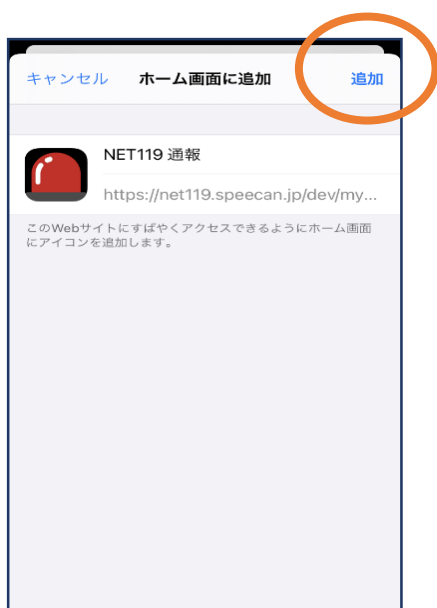 キャンセル ホーム画面に追加 追加
NET119 通報
https://net119.speecan.jp/dev/my...
このWebサイトにすばやくアクセスできるようにホーム画面
にアイコンを追加します。